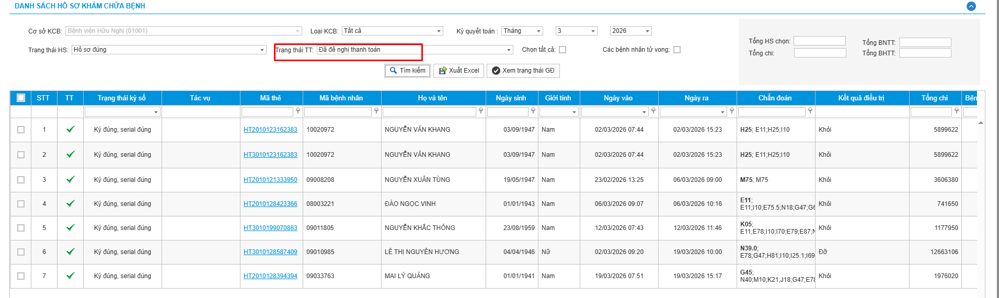 DANH SÁCH HỒ SƠ KHÁM CHỮA BỆNH
Cơ sở KCB: Bệnh viện Hữu Nghị (01001) Loại KCB: Tất cả Kỳ quyết toán : Tháng 3 2026
Tổng HS chọn: Tổng BNTT:
Trạng thái HS: Hồ sơ đúng Trạng thái TT: Đã đề nghị thanh toán Chọn tất cả: Các bệnh nhân tử vong:
Tổng chi: Tổng BHTT:
Tìm kiếm Xuất Excel Xem trạng thái GĐ
STT TT Trạng thái ký số Tác vụ Mã thẻ Mã bệnh nhân Họ và tên Ngày sinh Giới tính Ngày vào Ngày ra Chẩn đoán Kết quả điều trị Tổng chi Bện
1 Ký đúng, serial đúng HT2010123162383 10020972 NGUYỄN VĂN KHANG 03/09/1947 Nam 02/03/2026 07:44 02/03/2026 15:23 H25; E11;H25;I10 Khỏi 5899622
2 Ký đúng, serial đúng HT3010123162383 10020972 NGUYỄN VĂN KHANG 03/09/1947 Nam 02/03/2026 07:44 02/03/2026 15:23 H25; E11;H25;I10 Khỏi 5899622
3 Ký đúng, serial đúng HT2010121333950 09008208 NGUYỄN XUÂN TÙNG 19/05/1947 Nam 23/02/2026 13:25 06/03/2026 09:00 M75; M75 Khỏi 3606380
4 Ký đúng, serial đúng HT2010128423366 08003221 ĐÀO NGỌC VINH 01/01/1943 Nam 06/03/2026 09:07 06/03/2026 10:16 E11; Khỏi 741650
E11;I10;E75.5;N18;G47;G6
5 Ký đúng, serial đúng HT3010199070863 09011805 NGUYỄN KHẮC THÔNG 23/08/1959 Nam 12/03/2026 07:43 12/03/2026 11:46 K05; Khỏi 1177950
E11;E78;I10;I70;E79;E87;N
6 Ký đúng, serial đúng HT3010128587409 09010985 LÊ THỊ NGUYÊN HƯƠNG 04/04/1946 Nữ 02/03/2026 09:20 19/03/2026 10:00 N39.0; Đỡ 12663106
E78;G47;H81;I10;I25.1;I69
7 Ký đúng, serial đúng HT2010128394394 09033763 MAI LÝ QUẢNG 01/01/1941 Nam 19/03/2026 07:51 19/03/2026 15:17 G45; Khỏi 1976020
N40;M10;K21;J18;G47;E78